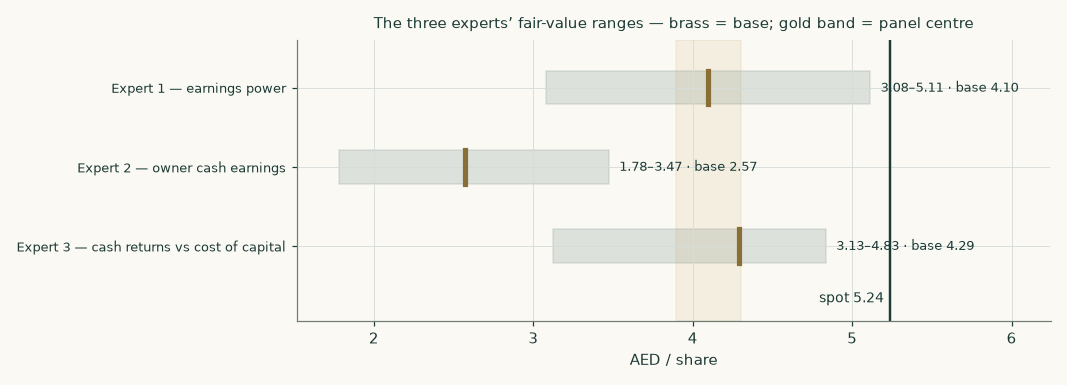 The three experts’ fair-value ranges — brass = base; gold band = panel centre
Expert 1 — earnings power
3.08–5.11 · base 4.10
Expert 2 — owner cash earnings
1.78–3.47 · base 2.57
Expert 3 — cash returns vs cost of capital
3.13–4.83 · base 4.29
spot 5.24
2 3 4 5 6
AED / share